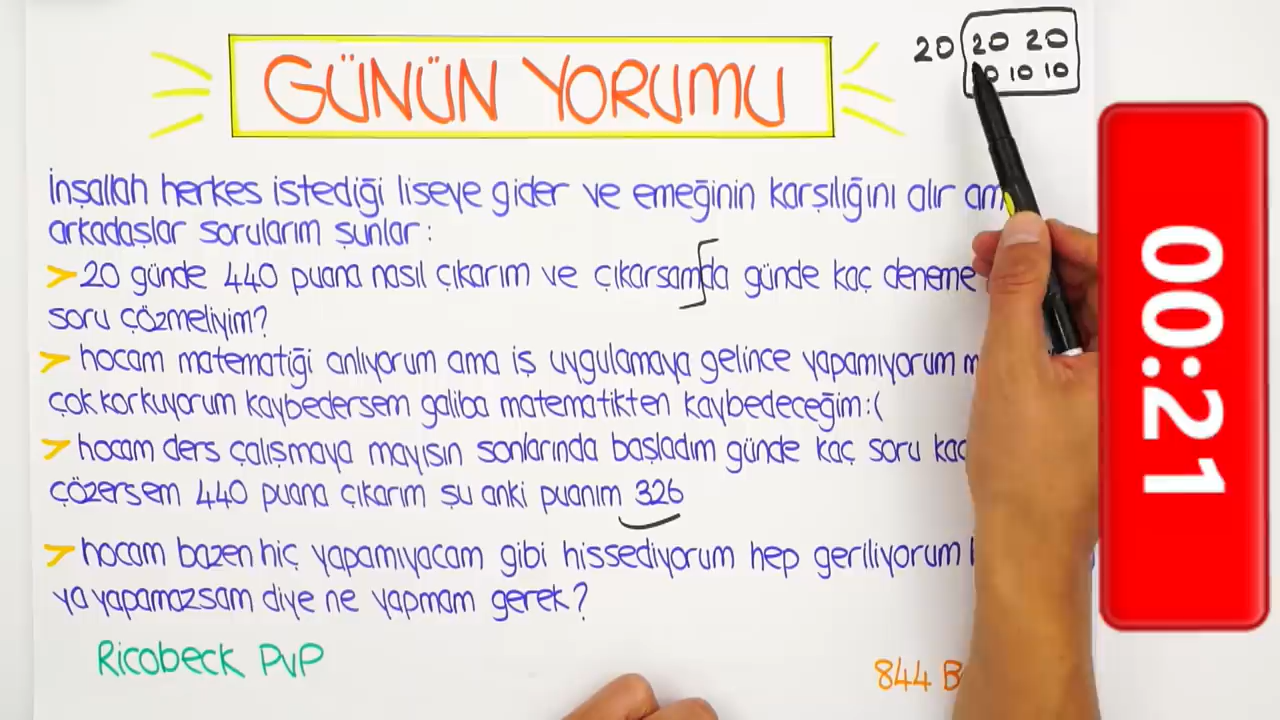 GÜNÜN YORUMU
20 20 20
10 10
İnşallah herkes istediği liseye gider ve emeğinin karşılığını alır
arkadaşlar sorularım şunlar:
20 günde 440 puana nasıl çıkarım ve çıkarsamda günde kaç deneme
soru çözmeliyim?
hocam matematiği anlıyorum ama iş uygulamaya gelince yapamıyorum
çok korkuyorum kaybedersem galiba matematikten kaybedeceğim:(
hocam ders çalışmaya mayısın sonlarında başladım günde kaç soru kaç
çözersem 440 puana çıkarım şu anki puanım 326
hocam bazen hiç yapamıyacam gibi hissediyorum hep geriliyorum
ya yapamazsam diye ne yapmam gerek?
Ricobeck PvP
844 B
00:21